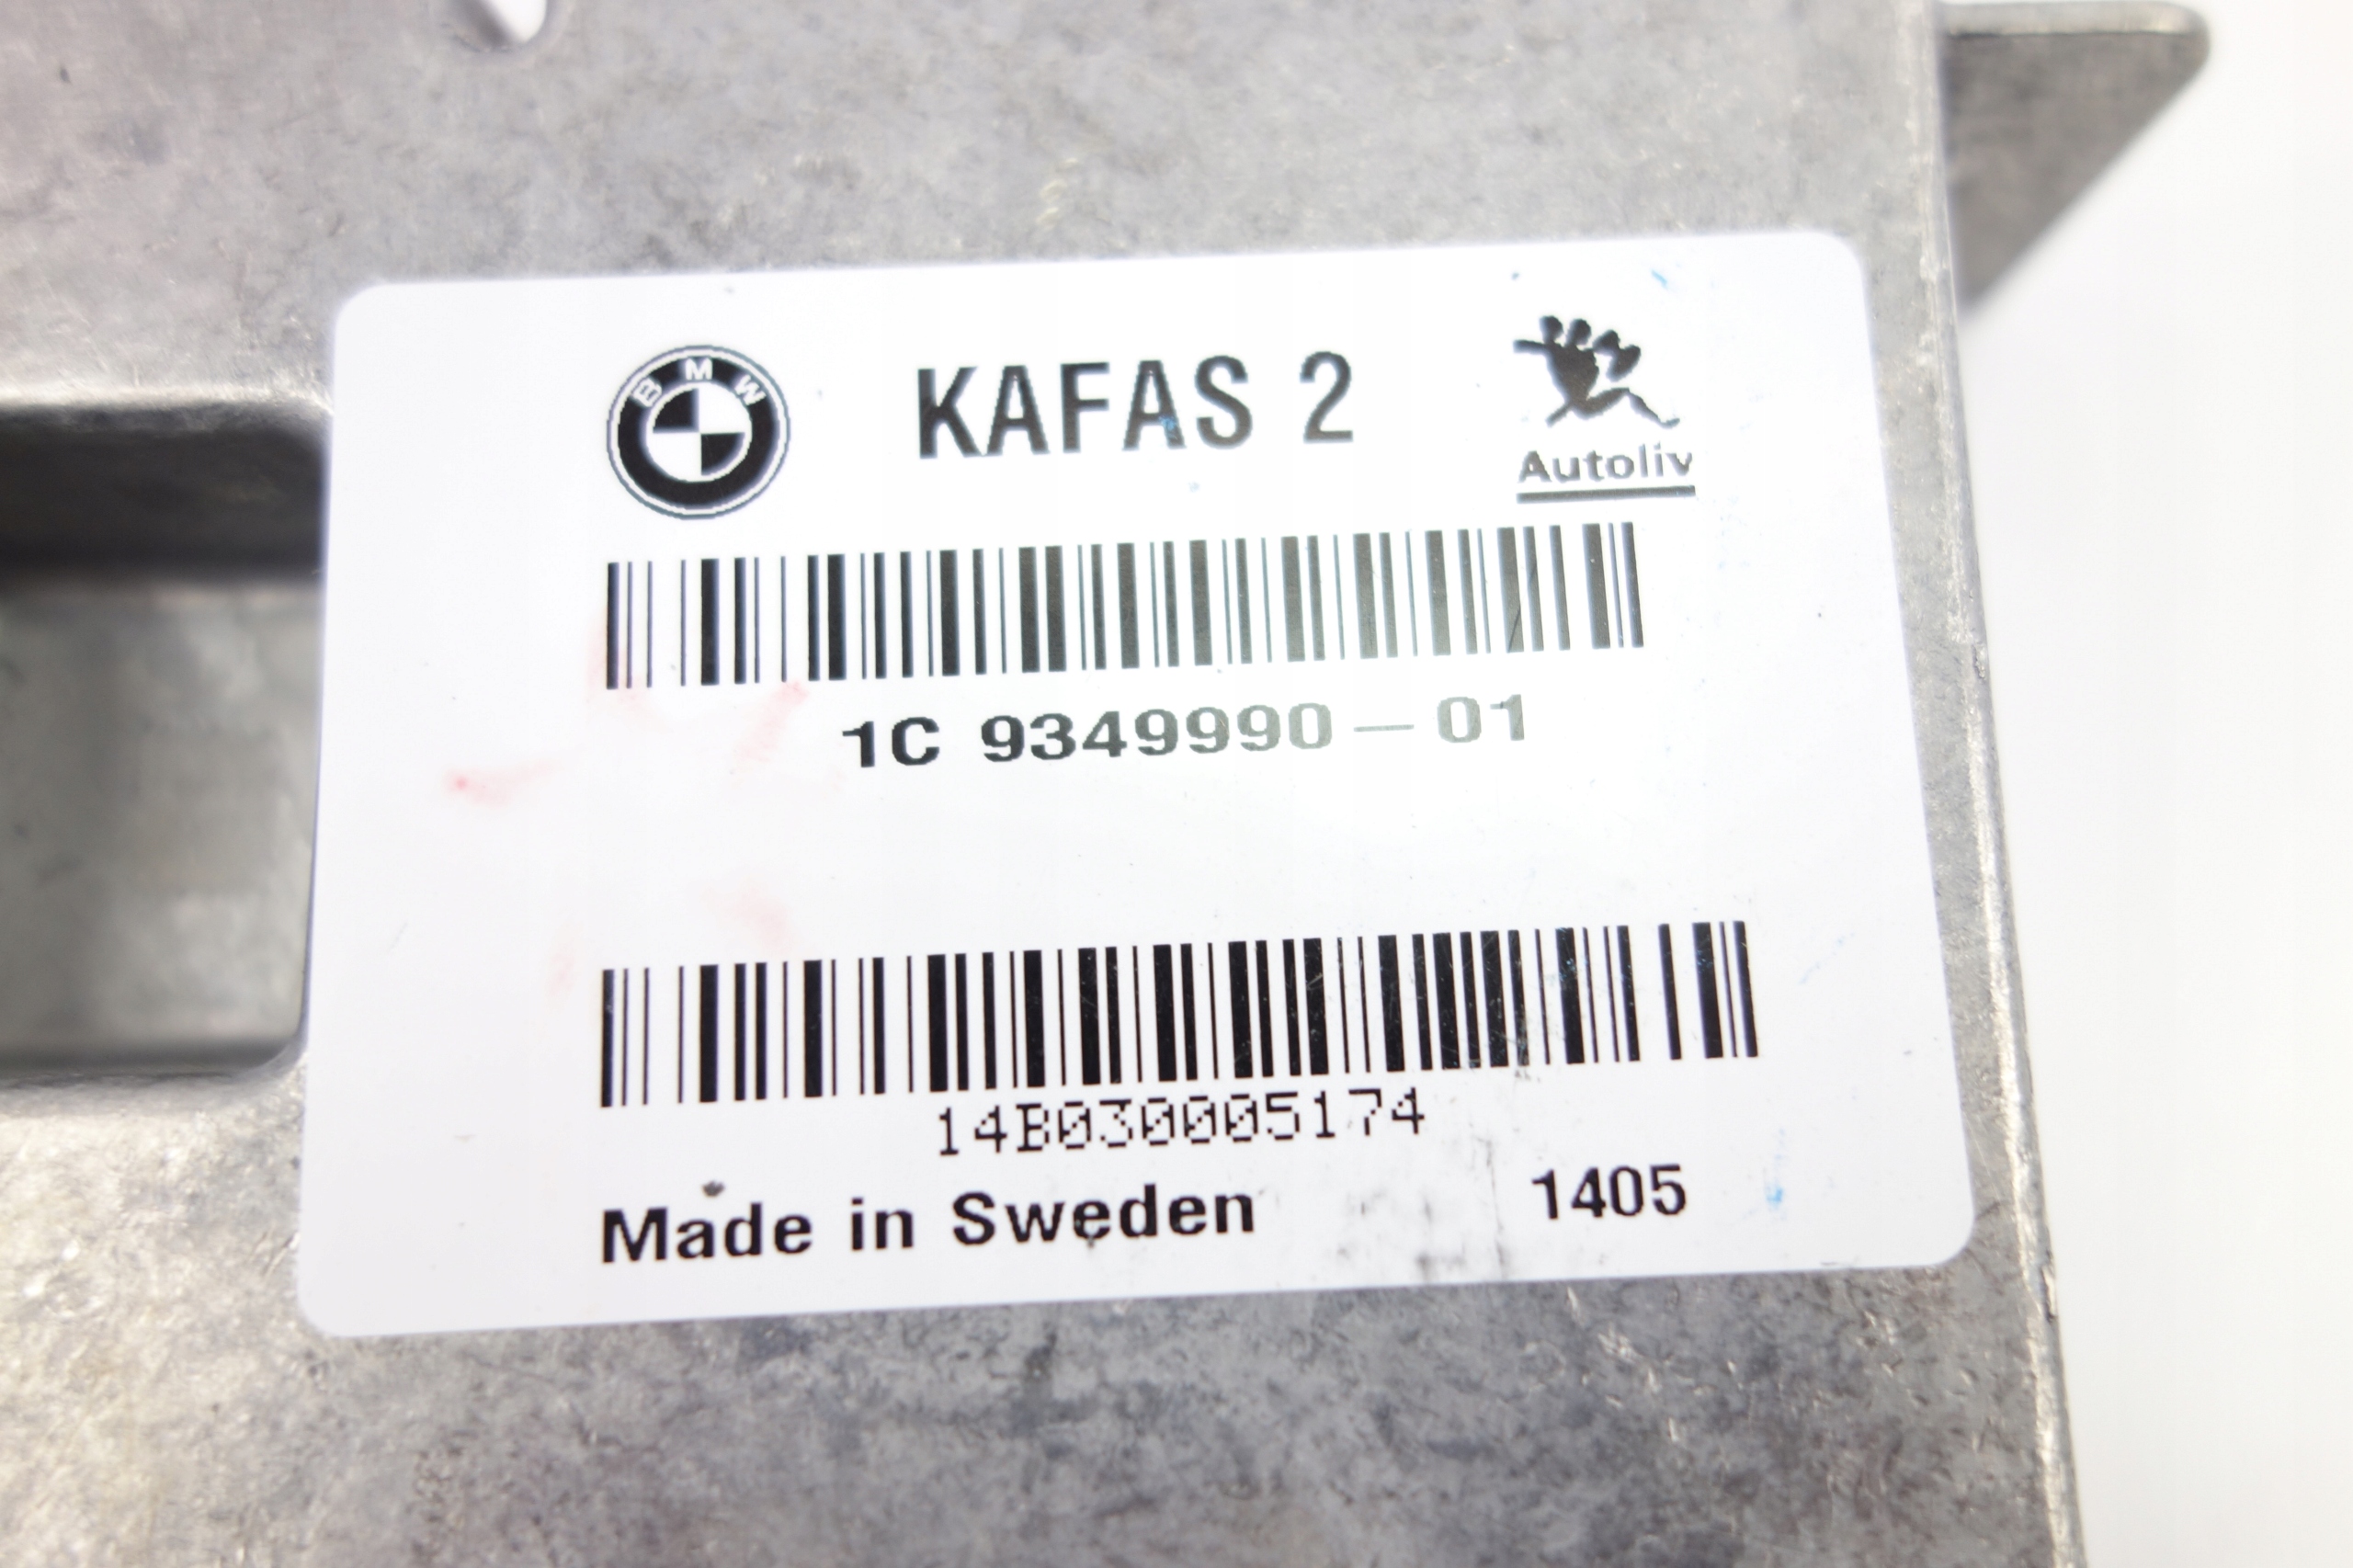 BMW
KAFAS 2
Autoliv
1C 9349990-01
14B030005174
Made in Sweden
1405